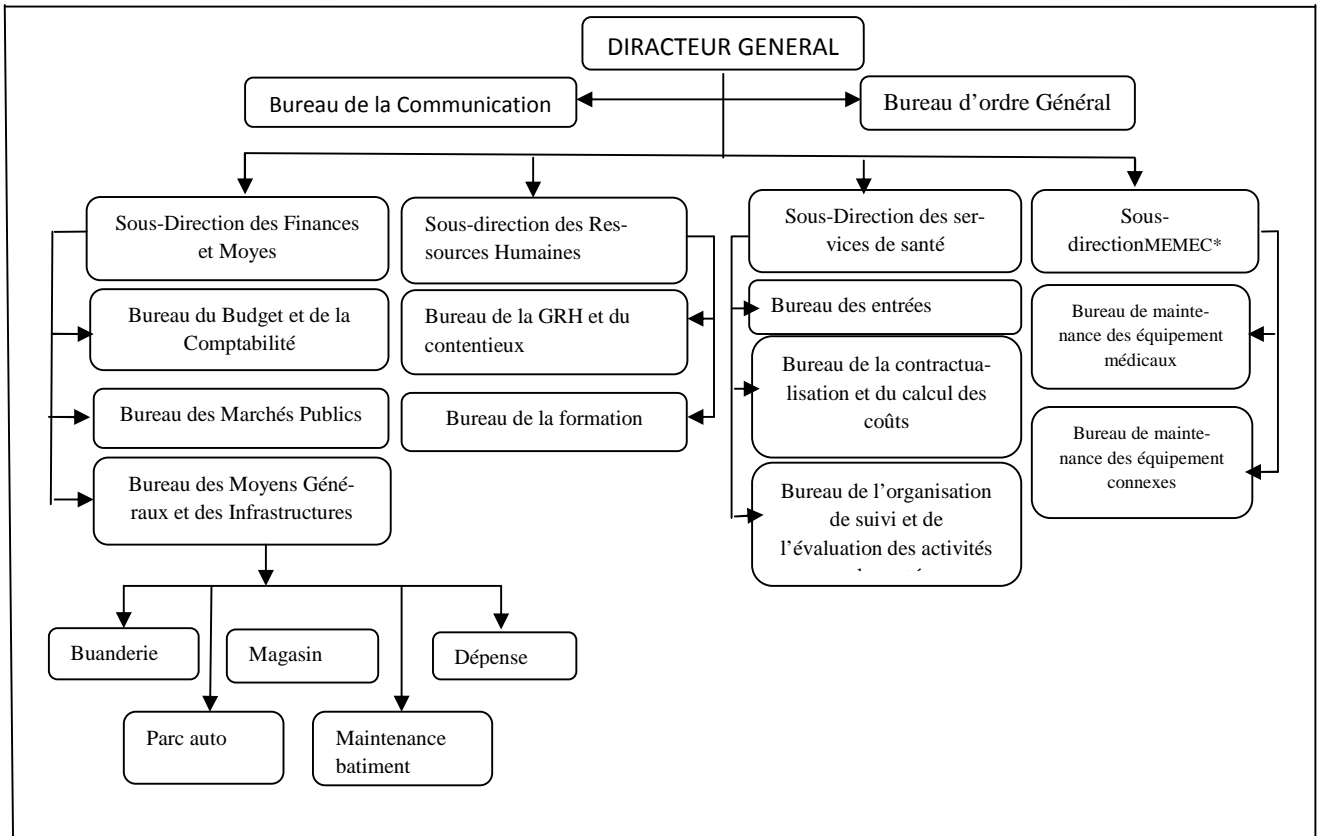 DIRACTEUR GENERAL
Bureau de la Communication
Bureau d’ordre Général
Sous-Direction des Finances
et Moyes
Sous-direction des Res-
sources Humaines
Sous-Direction des ser-
vices de santé
Sous-
directionMEMEC*
Bureau du Budget et de la
Comptabilité
Bureau de la GRH et du
contentieux
Bureau des entrées
Bureau de mainte-
nance des équipement
médicaux
Bureau de la contractua-
lisation et du calcul des
coûts
Bureau des Marchés Publics
Bureau de la formation
Bureau de mainte-
nance des équipement
connexes
Bureau des Moyens Géné-
raux et des Infrastructures
Bureau de l’organisation
de suivi et de
l’évaluation des activités
Buanderie
Magasin
Dépense
Parc auto
Maintenance
batiment